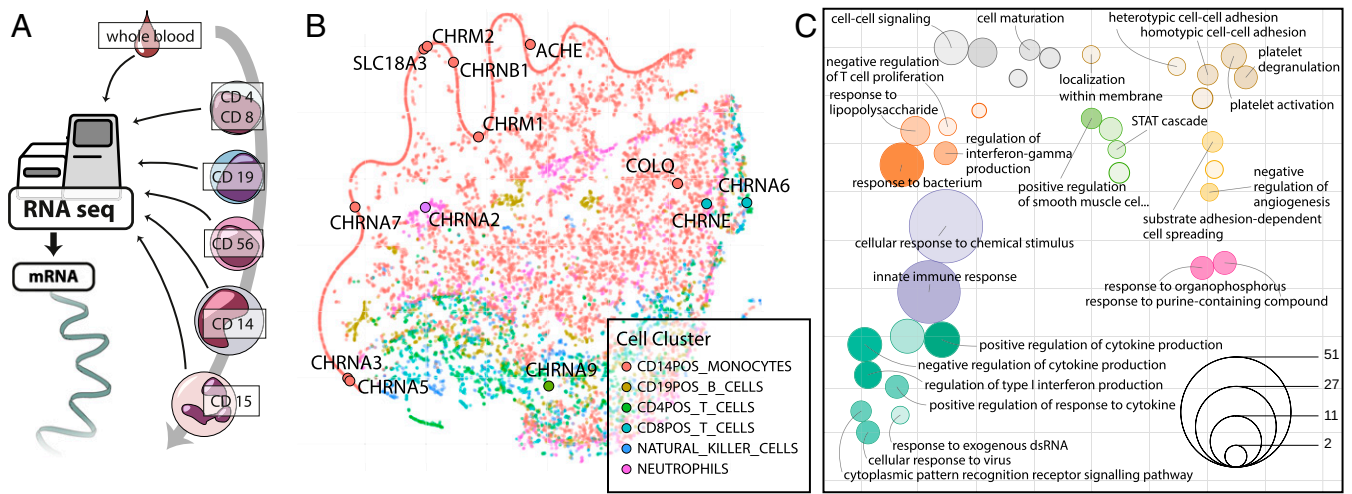 A
whole blood
CD 4
CD 8
CD 19
RNA seq
CD 56
mRNA
CD 14
CD 15
B
CHRM2
SLC18A3
CHRNB1
ACHE
CHRM1
COLQ
CHRNA6
CHRNA7
CHRNA2
CHRNE
CHRNA3
CHRNA5
CHRNA9
Cell Cluster
CD14POS_MONOCYTES
CD19POS_B_CELLS
CD4POS_T_CELLS
CD8POS_T_CELLS
NATURAL_KILLER_CELLS
NEUTROPHILS
C
cell-cell signaling
cell maturation
heterotypic cell-cell adhesion
homotypic cell-cell adhesion
negative regulation
of T cell proliferation
localization
within membrane
platelet
degranulation
response to
lipopolysaccharide
platelet activation
STAT cascade
regulation of
interferon-gamma
production
response to bacterium
positive regulation
of smooth muscle cel...
negative
regulation of
angiogenesis
substrate adhesion-dependent
cell spreading
cellular response to chemical stimulus
innate immune response
response to organophosphorus
response to purine-containing compound
positive regulation of cytokine production
negative regulation of cytokine production
regulation of type I interferon production
positive regulation of response to cytokine
response to exogenous dsRNA
cellular response to virus
cytoplasmic pattern recognition receptor signalling pathway
51
27
11
2